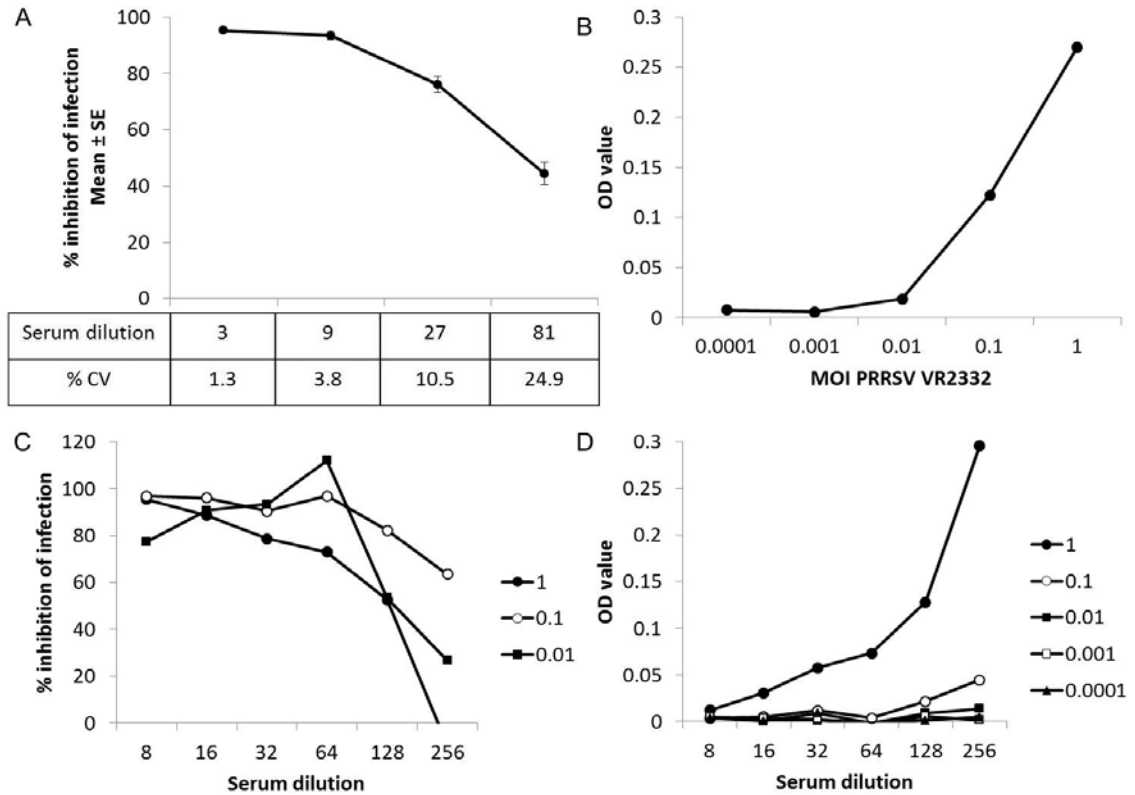 A
100
80
60
40
20
0
% inhibition of infection
Mean ± SE
Serum dilution 3 9 27 81
% CV 1.3 3.8 10.5 24.9
B
0.3
0.25
0.2
0.15
0.1
0.05
0
OD value
0.0001 0.001 0.01 0.1 1
MOI PRRSV VR2332
C
120
100
80
60
40
20
0
% inhibition of infection
8 16 32 64 128 256
Serum dilution
1
0.1
0.01
D
0.3
0.25
0.2
0.15
0.1
0.05
0
OD value
8 16 32 64 128 256
Serum dilution
1
0.1
0.01
0.001
0.0001